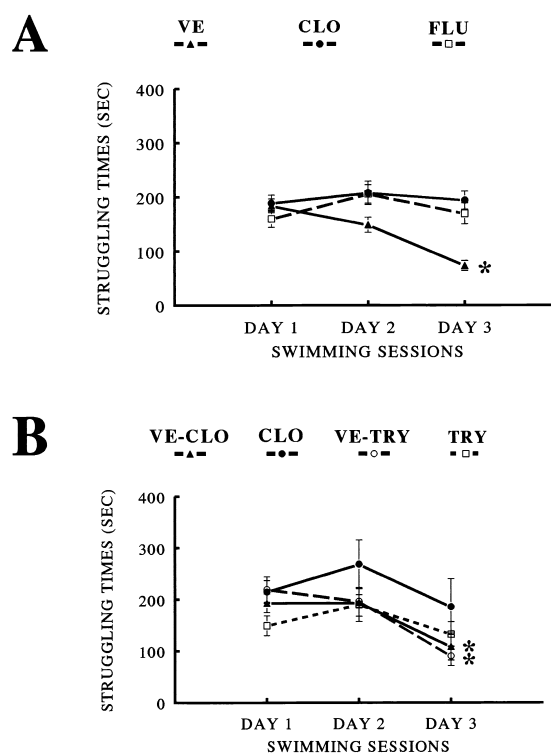 A
VE CLO FLU
STRUGGLING TIMES (SEC)
400
300
200
100
0
*
DAY 1 DAY 2 DAY 3
SWIMMING SESSIONS
B
VE-CLO CLO VE-TRY TRY
STRUGGLING TIMES (SEC)
400
300
200
100
0
*
*
DAY 1 DAY 2 DAY 3
SWIMMING SESSIONS